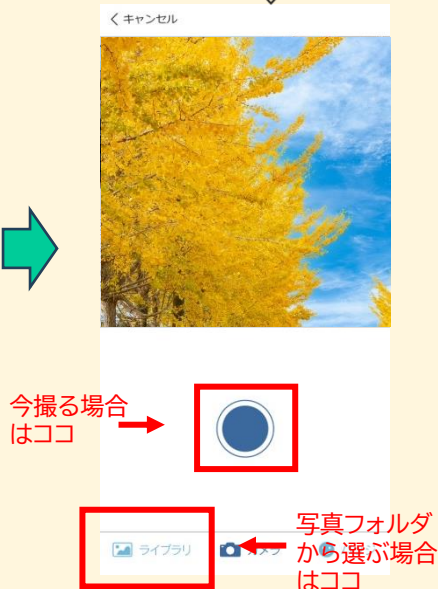 く キャンセル
今撮る場合
はココ
ライブラリ
写真フォルダ
から選ぶ場合
はココ